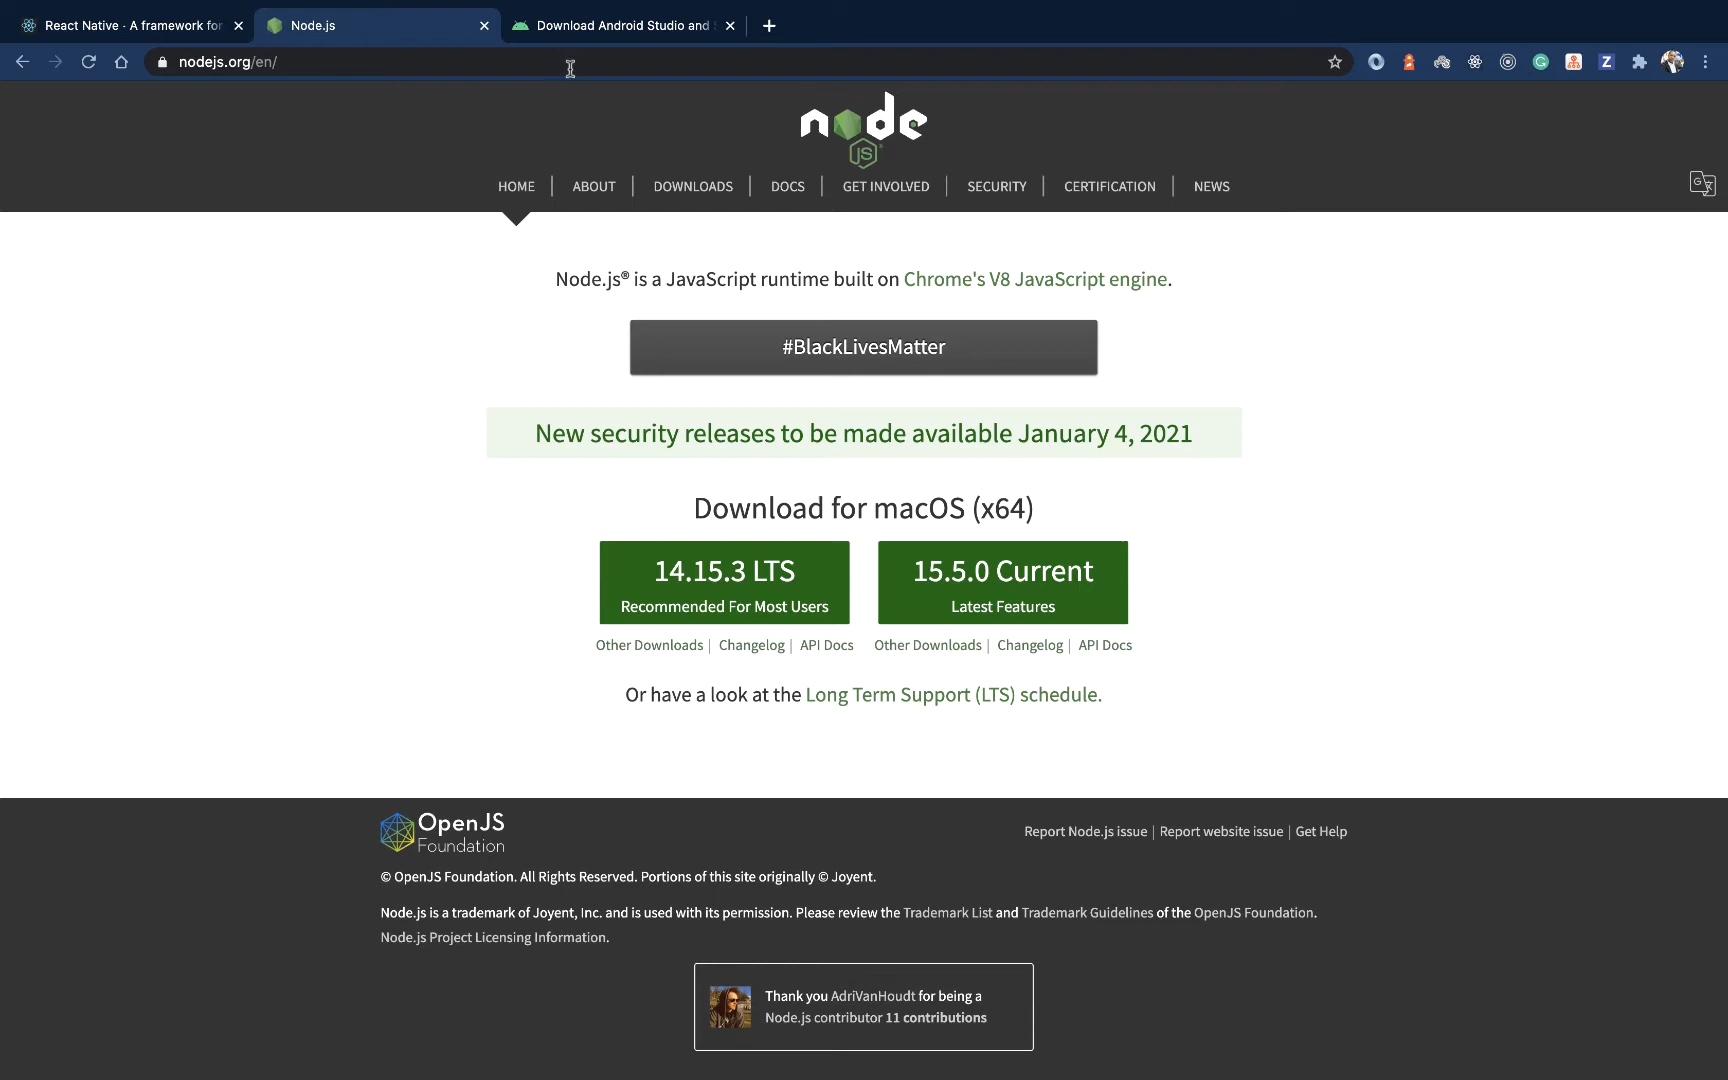 React Native · A framework for
Node.js
Download Android Studio and
nodejs.org/en/
node
JS
HOME
ABOUT
DOWNLOADS
DOCS
GET INVOLVED
SECURITY
CERTIFICATION
NEWS
Node.js® is a JavaScript runtime built on Chrome's V8 JavaScript engine.
#BlackLivesMatter
New security releases to be made available January 4, 2021
Download for macOS (x64)
14.15.3 LTS
Recommended For Most Users
15.5.0 Current
Latest Features
Other Downloads | Changelog | API Docs
Other Downloads | Changelog | API Docs
Or have a look at the Long Term Support (LTS) schedule.
OpenJS
Foundation
Report Node.js issue | Report website issue | Get Help
© OpenJS Foundation. All Rights Reserved. Portions of this site originally © Joyent.
Node.js is a trademark of Joyent, Inc. and is used with its permission. Please review the Trademark List and Trademark Guidelines of the OpenJS Foundation.
Node.js Project Licensing Information.
Thank you AdriVanHoudt for being a
Node.js contributor 11 contributions